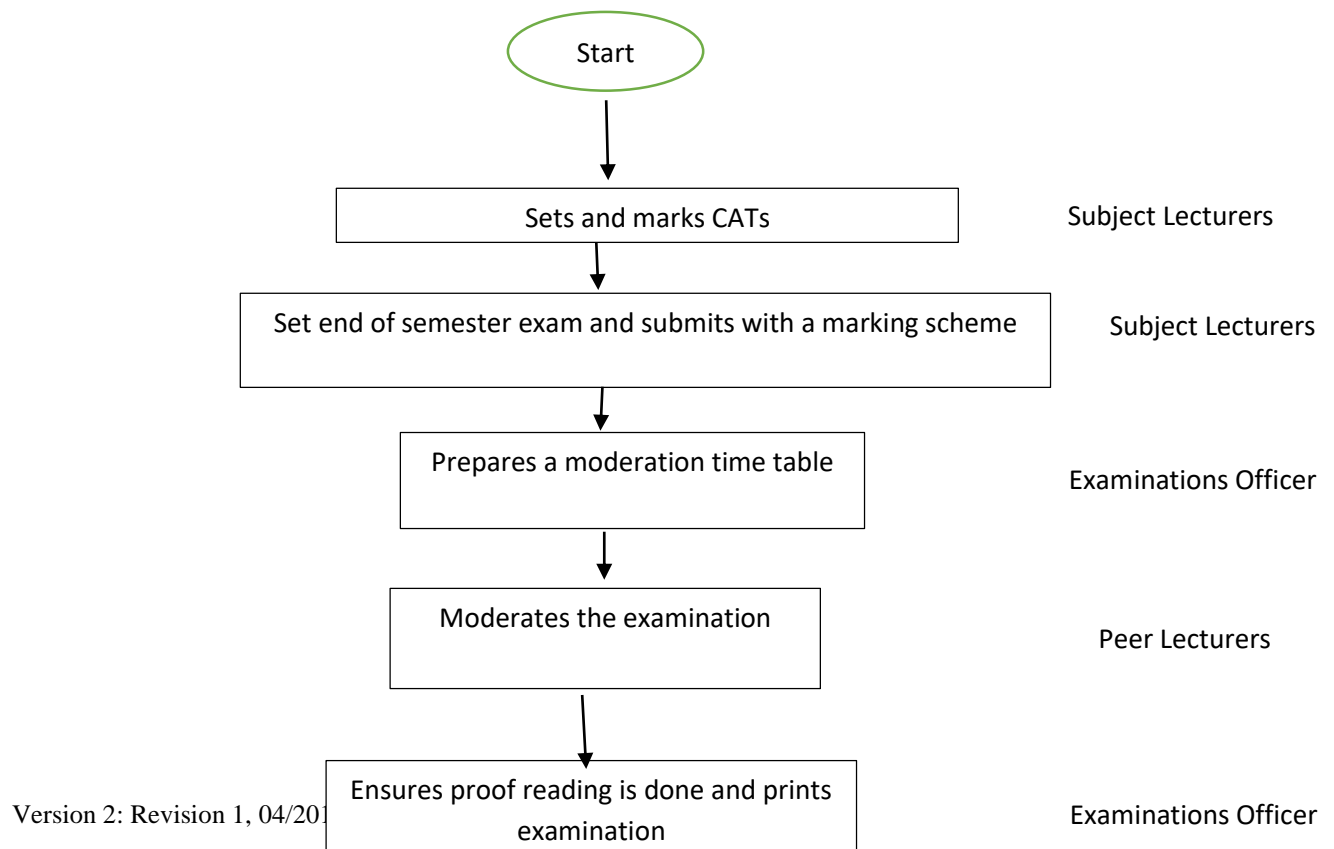 Start
Sets and marks CATs
Subject Lecturers
Set end of semester exam and submits with a marking scheme
Subject Lecturers
Prepares a moderation time table
Examinations Officer
Moderates the examination
Peer Lecturers
Ensures proof reading is done and prints
examination
Version 2: Revision 1,
Examinations Officer